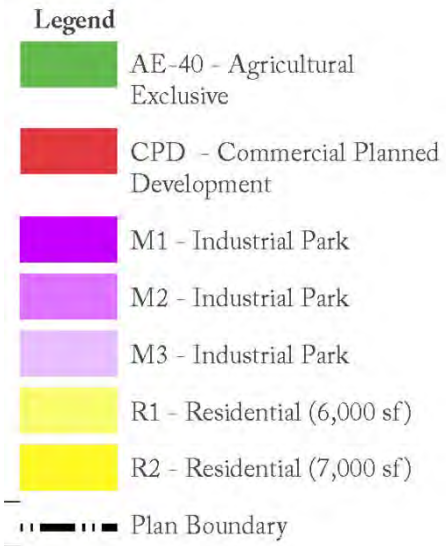 Legend
AE-40 - Agricultural
Exclusive
CPD - Commercial Planned
Development
M1 - Industrial Park
M2 - Industrial Park
M3 - Industrial Park
R1 - Residential (6,000 sf)
R2 - Residential (7,000 sf)
Plan Boundary